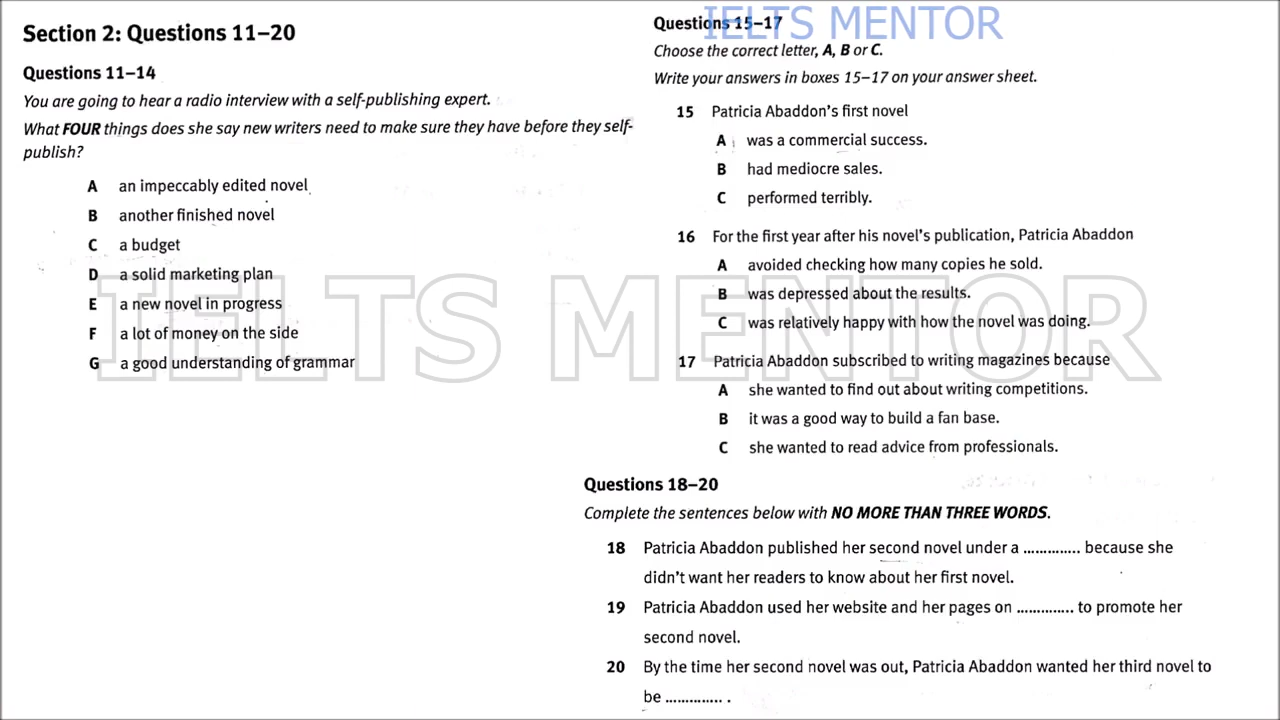 Section 2: Questions 11–20
Questions 11–14
You are going to hear a radio interview with a self-publishing expert.
What FOUR things does she say new writers need to make sure they have before they self-
publish?
A an impeccably edited novel
B another finished novel
C a budget
D a solid marketing plan
E a new novel in progress
F a lot of money on the side
G a good understanding of grammar
IELTS MENTOR
Questions 15–17
Choose the correct letter, A, B or C.
Write your answers in boxes 15–17 on your answer sheet.
15 Patricia Abaddon's first novel
A was a commercial success.
B had mediocre sales.
C performed terribly.
16 For the first year after his novel's publication, Patricia Abaddon
A avoided checking how many copies he sold.
B was depressed about the results.
C was relatively happy with how the novel was doing.
17 Patricia Abaddon subscribed to writing magazines because
A she wanted to find out about writing competitions.
B it was a good way to build a fan base.
C she wanted to read advice from professionals.
IELTS MENTOR
Questions 18–20
Complete the sentences below with NO MORE THAN THREE WORDS.
18 Patricia Abaddon published her second novel under a .............. because she
didn't want her readers to know about her first novel.
19 Patricia Abaddon used her website and her pages on .............. to promote her
second novel.
20 By the time her second novel was out, Patricia Abaddon wanted her third novel to
be .............. .